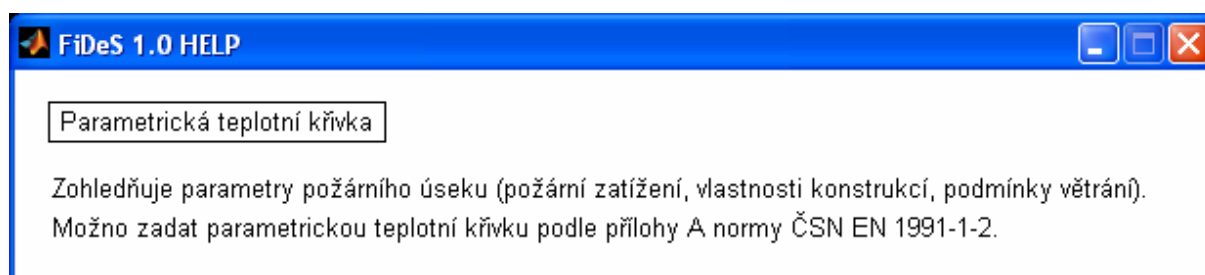 FiDeS 1.0 HELP
Parametrická teplotní křivka
Zohledňuje parametry požárního úseku (požární zatížení, vlastnosti konstrukcí, podmínky větrání).
Možno zadat parametrickou teplotní křivku podle přílohy A normy ČSN EN 1991-1-2.